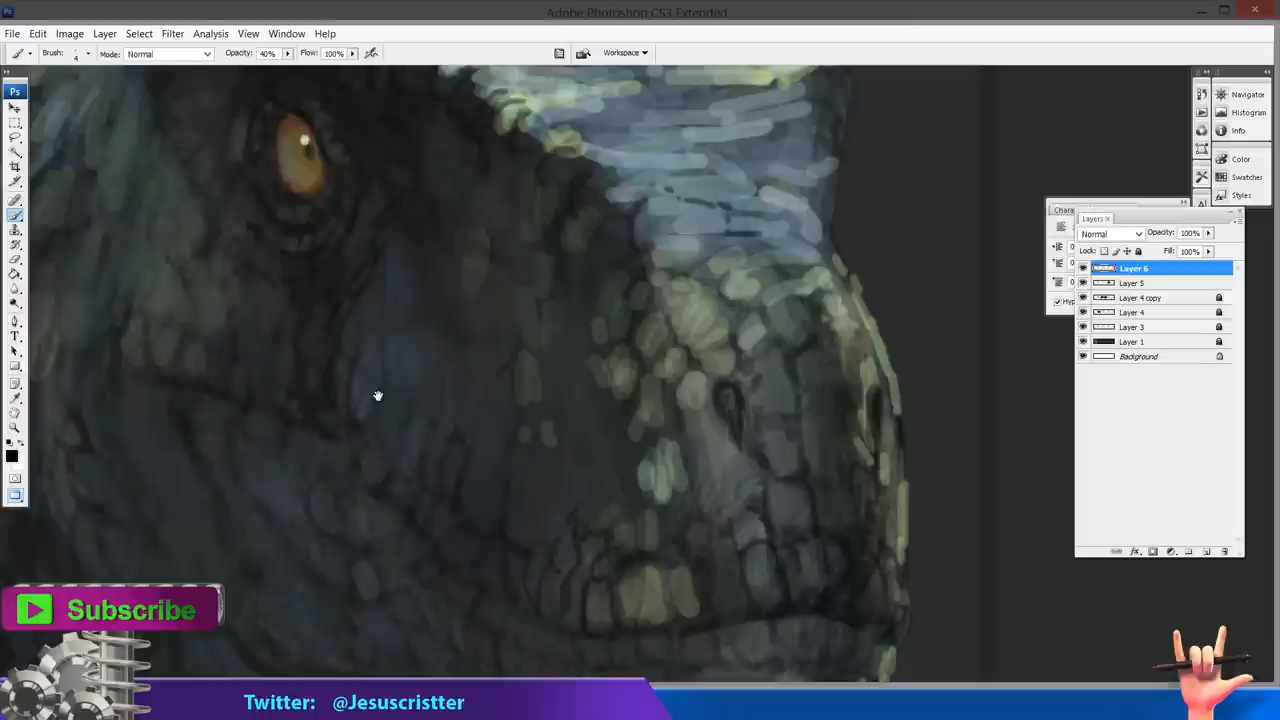 Adobe Photoshop CS3 Extended
File Edit Image Layer Select Filter Analysis View Window Help
Brush: 4 Mode: Normal Opacity: 40% Flow: 100% Workspace
Ps
Navigator
Histogram
Info
Color
Swatches
Styles
Chara
Layers x
Normal Opacity: 100%
Lock: Fill: 100%
Layer 6
Layer 5
Layer 4 copy
Layer 4
Layer 3
Layer 1
Background
Subscribe
Twitter: @Jesuscristter